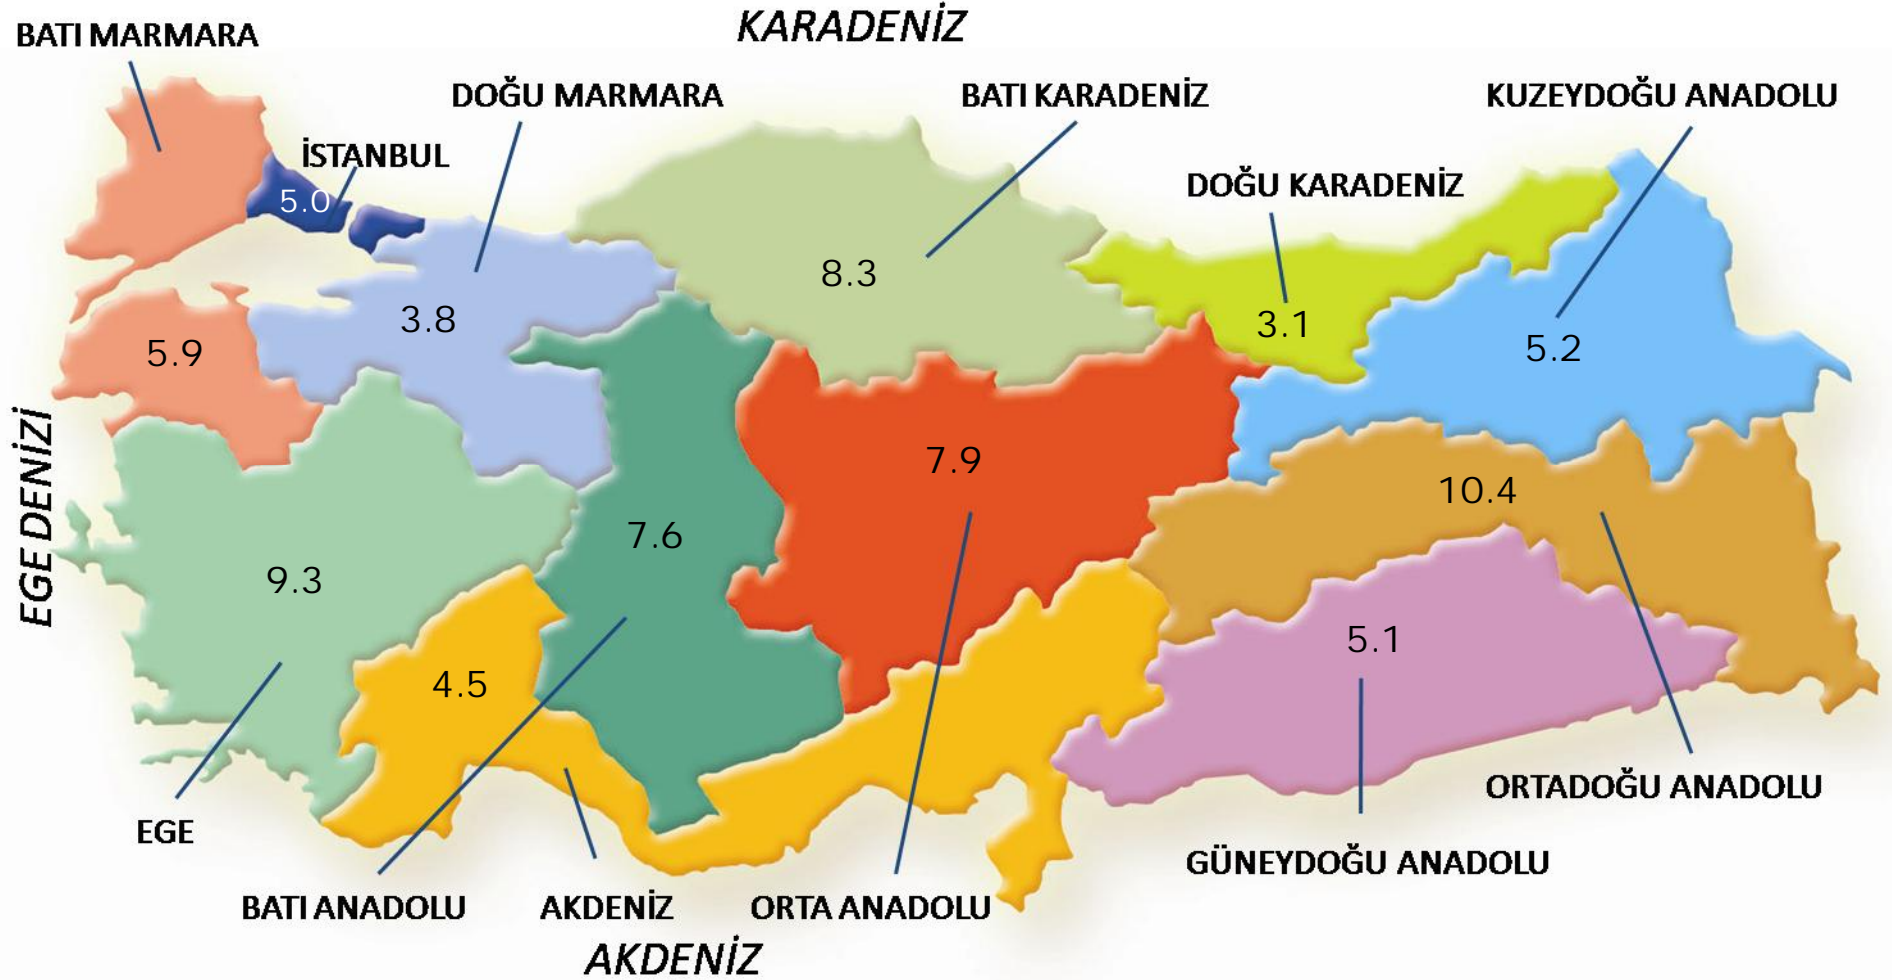 KARADENİZ
BATI MARMARA
DOĞU MARMARA
BATI KARADENİZ
KUZEYDOĞU ANADOLU
İSTANBUL
DOĞU KARADENİZ
5.0
8.3
3.8
3.1
5.9
5.2
EGE DENİZİ
7.9
10.4
7.6
9.3
5.1
4.5
ORTADOĞU ANADOLU
EGE
GÜNEYDOĞU ANADOLU
BATI ANADOLU
AKDENİZ
ORTA ANADOLU
AKDENİZ